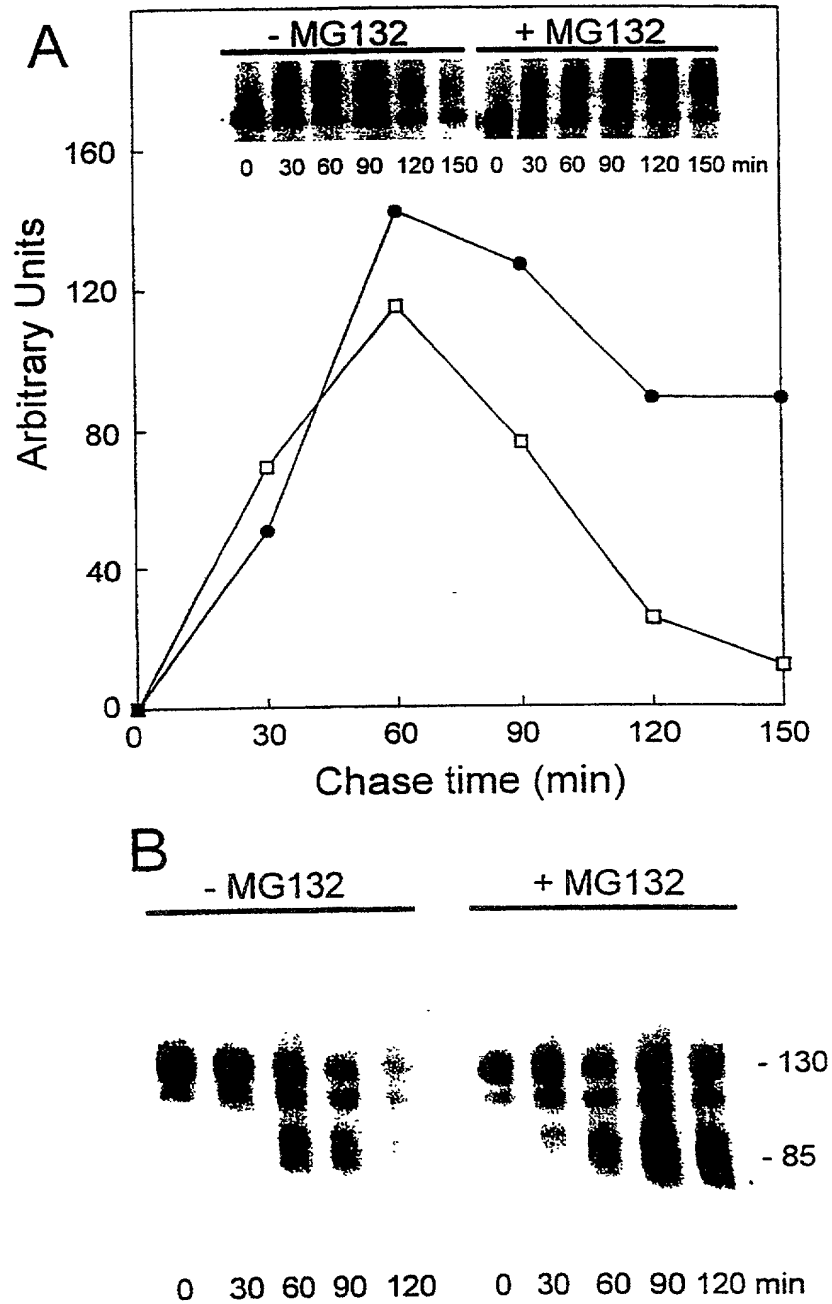 A
- MG132 + MG132
0 30 60 90 120 150 0 30 60 90 120 150 min
160
120
80
40
0
Arbitrary Units
0 30 60 90 120 150
Chase time (min)
B
- MG132 + MG132
- 130
- 85
0 30 60 90 120 0 30 60 90 120 min